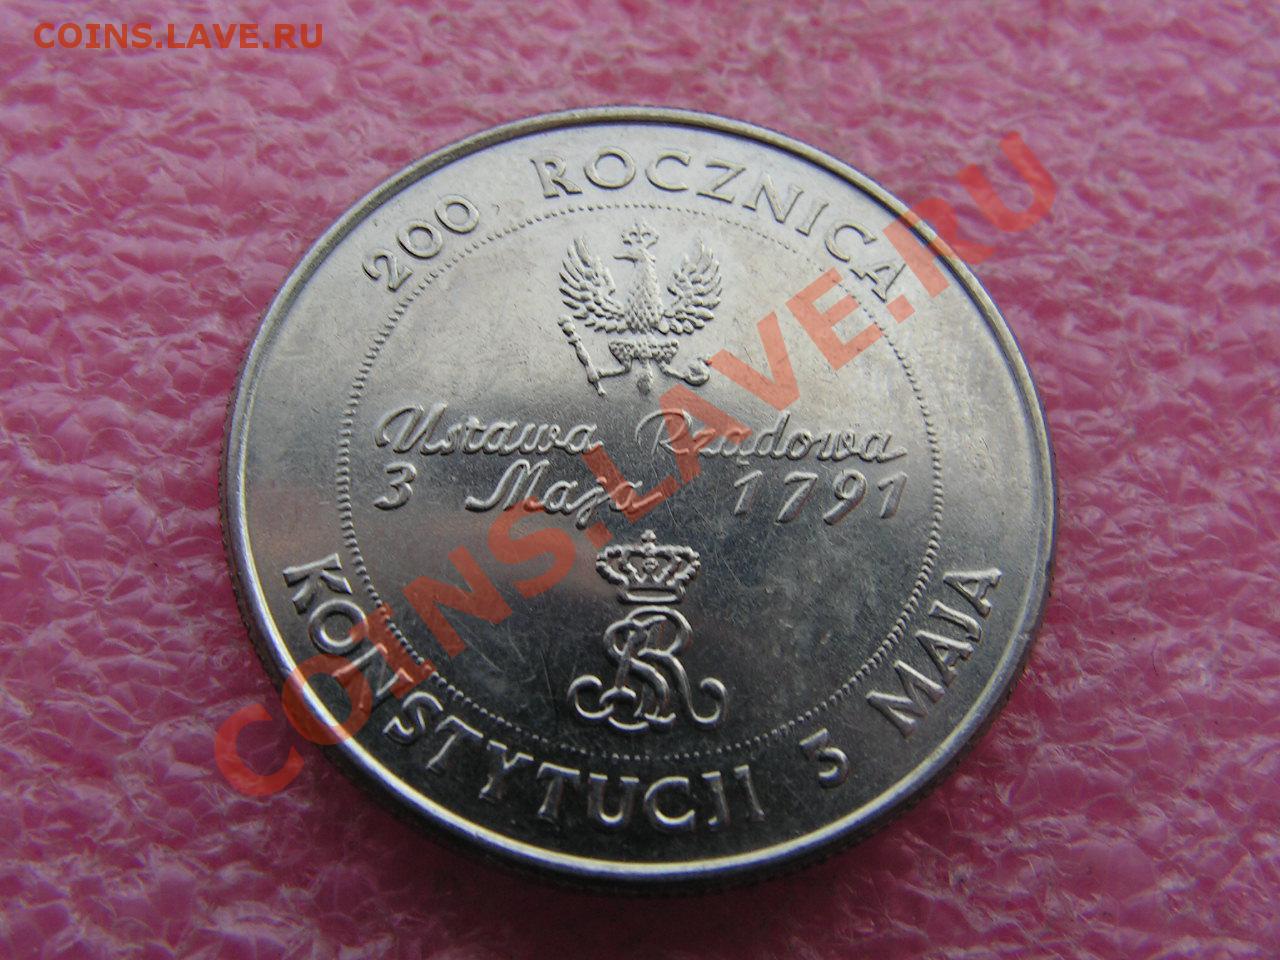 COINS.LAVE.RU
200 ROCZNICA
Ustawa Rządowa
3 Maja 1791
SAR
KONSTYTUCJI 3 MAJA
COINS.LAVE.RU